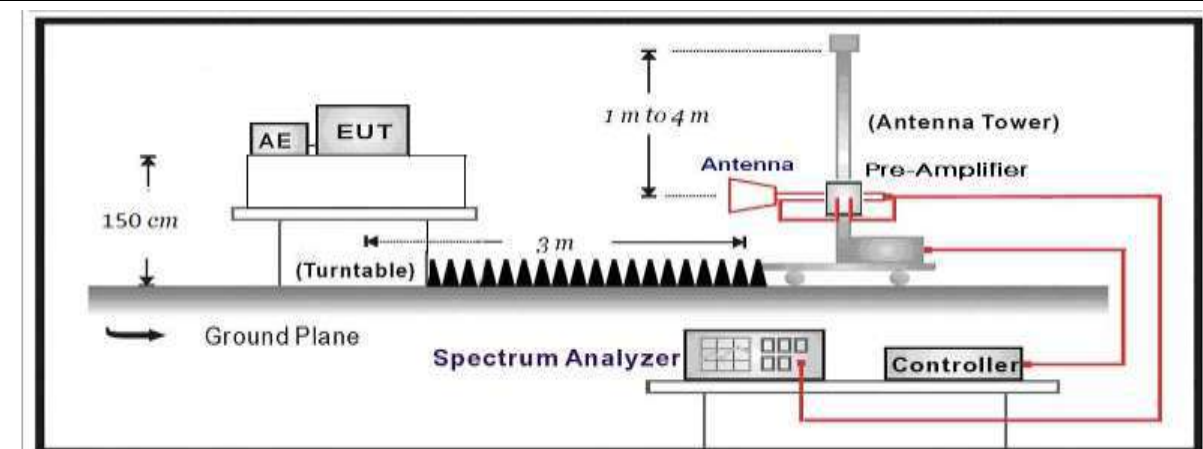 1 m to 4 m
(Antenna Tower)
AE
EUT
Antenna
Pre-Amplifier
150 cm
3 m
(Turntable)
Ground Plane
Spectrum Analyzer
Controller